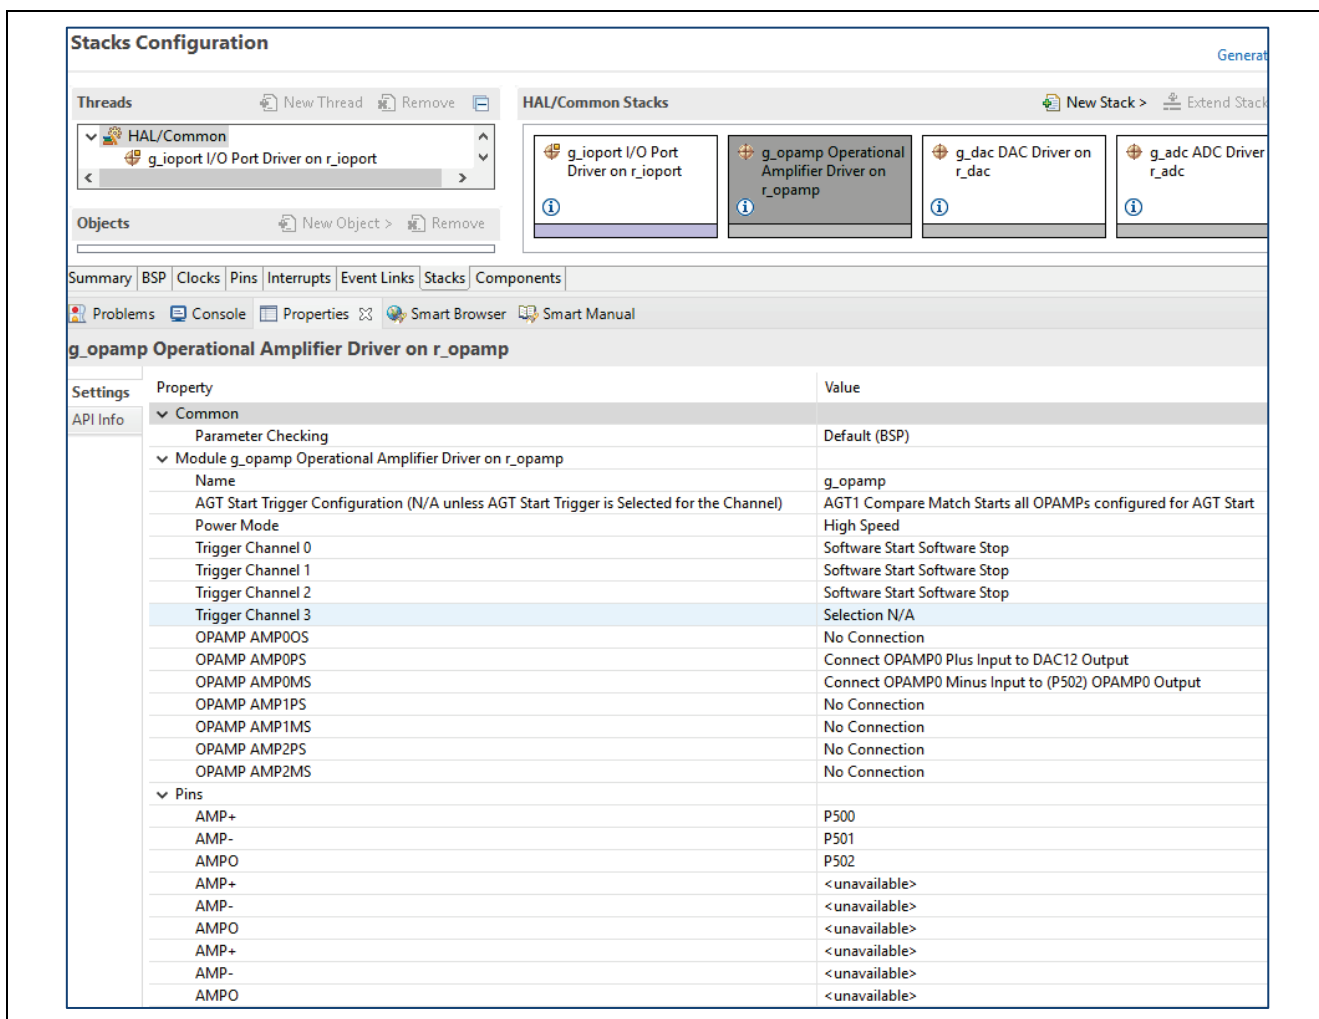 Stacks Configuration
Generat
Threads New Thread Remove
HAL/Common Stacks New Stack > Extend Stack
HAL/Common
g_ioport I/O Port Driver on r_ioport
g_ioport I/O Port
Driver on r_ioport
g_opamp Operational
Amplifier Driver on
r_opamp
g_dac DAC Driver on
r_dac
g_adc ADC Driver
r_adc
Objects New Object > Remove
Summary BSP Clocks Pins Interrupts Event Links Stacks Components
Problems Console Properties Smart Browser Smart Manual
g_opamp Operational Amplifier Driver on r_opamp
Settings
API Info
Property Value
Common
Parameter Checking Default (BSP)
Module g_opamp Operational Amplifier Driver on r_opamp
Name g_opamp
AGT Start Trigger Configuration (N/A unless AGT Start Trigger is Selected for the Channel) AGT1 Compare Match Starts all OPAMPs configured for AGT Start
Power Mode High Speed
Trigger Channel 0 Software Start Software Stop
Trigger Channel 1 Software Start Software Stop
Trigger Channel 2 Software Start Software Stop
Trigger Channel 3 Selection N/A
OPAMP AMP0OS No Connection
OPAMP AMP0PS Connect OPAMP0 Plus Input to DAC12 Output
OPAMP AMP0MS Connect OPAMP0 Minus Input to (P502) OPAMP0 Output
OPAMP AMP1PS No Connection
OPAMP AMP1MS No Connection
OPAMP AMP2PS No Connection
OPAMP AMP2MS No Connection
Pins
AMP+ P500
AMP- P501
AMPO P502
AMP+ <unavailable>
AMP- <unavailable>
AMPO <unavailable>
AMP+ <unavailable>
AMP- <unavailable>
AMPO <unavailable>